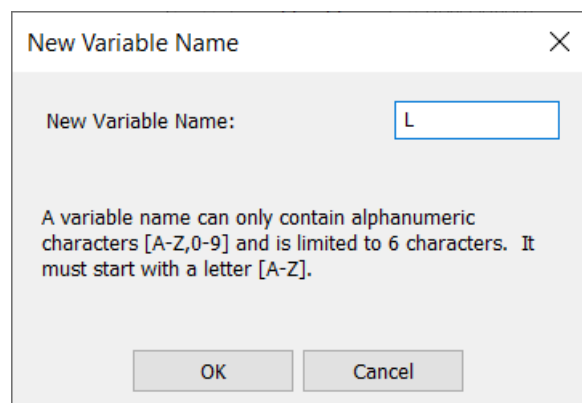 New Variable Name
New Variable Name:
L
A variable name can only contain alphanumeric
characters [A-Z,0-9] and is limited to 6 characters.  It
must start with a letter [A-Z].
OK
Cancel